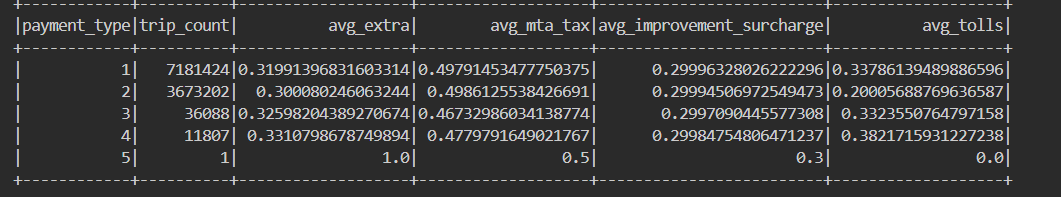 +------------+----------+-------------------+-------------------+-------------------------+-------------------+
|payment_type|trip_count|          avg_extra|        avg_mta_tax|avg_improvement_surcharge|          avg_tolls|
+------------+----------+-------------------+-------------------+-------------------------+-------------------+
|           1|   7181424|0.31991396831603314|0.49791453477750375|      0.29996328026222296|0.33786139489886596|
|           2|   3673202|  0.300080246063244| 0.4986125538426691|      0.29994506972549473|0.20005688769636587|
|           3|     36088|0.32598204389270674|0.46732986034138774|       0.2997090445577308| 0.3323550764797158|
|           4|     11807| 0.3310798678749894| 0.4779791649021767|      0.29984754806471237| 0.3821715931227238|
|           5|         1|                1.0|                0.5|                      0.3|                0.0|
+------------+----------+-------------------+-------------------+-------------------------+-------------------+